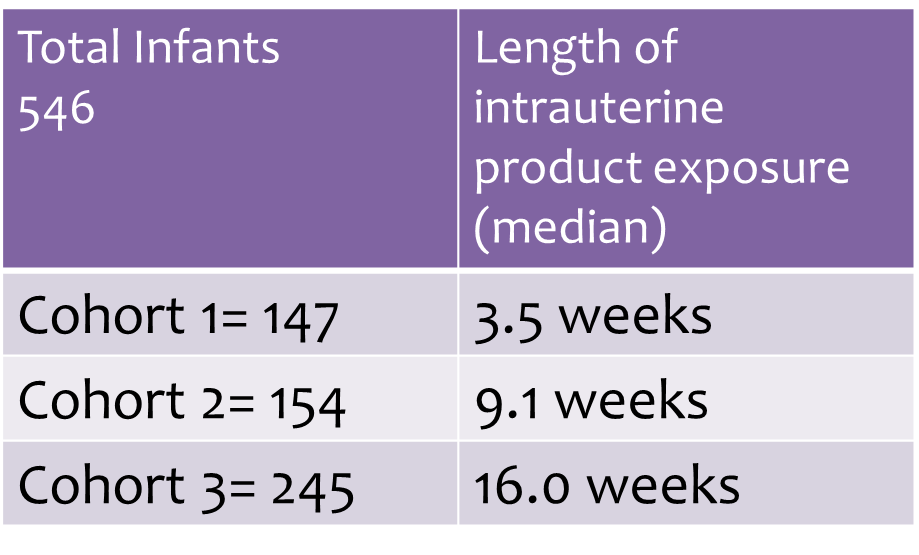 Total Infants
546
Length of
intrauterine
product exposure
(median)
Cohort 1= 147
3.5 weeks
Cohort 2= 154
9.1 weeks
Cohort 3= 245
16.0 weeks